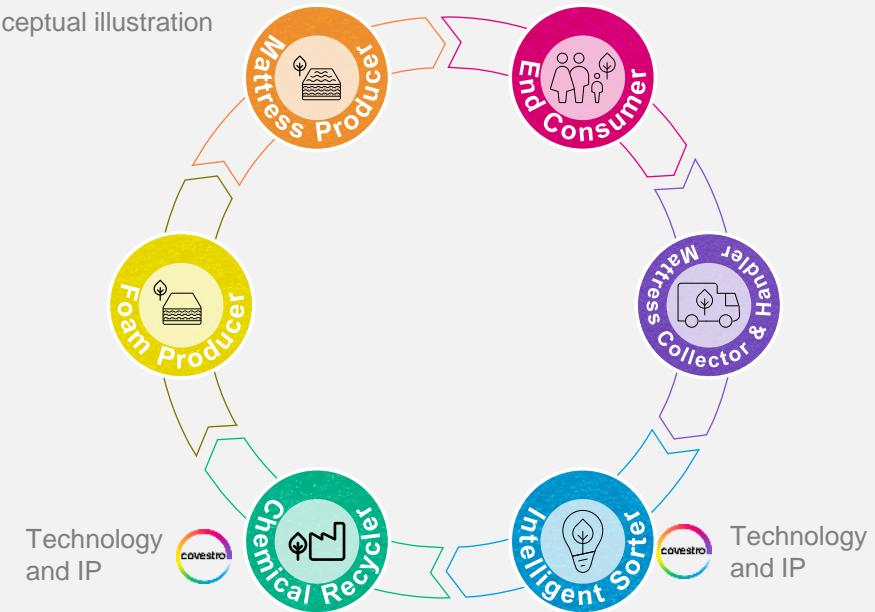 ceptual illustration
Mattress Producer
End Consumer
Foam Producer
Mattress Collector & Handler
Chemical Recycler
Intelligent Sorter
Technology
and IP
covestro
covestro
Technology
and IP